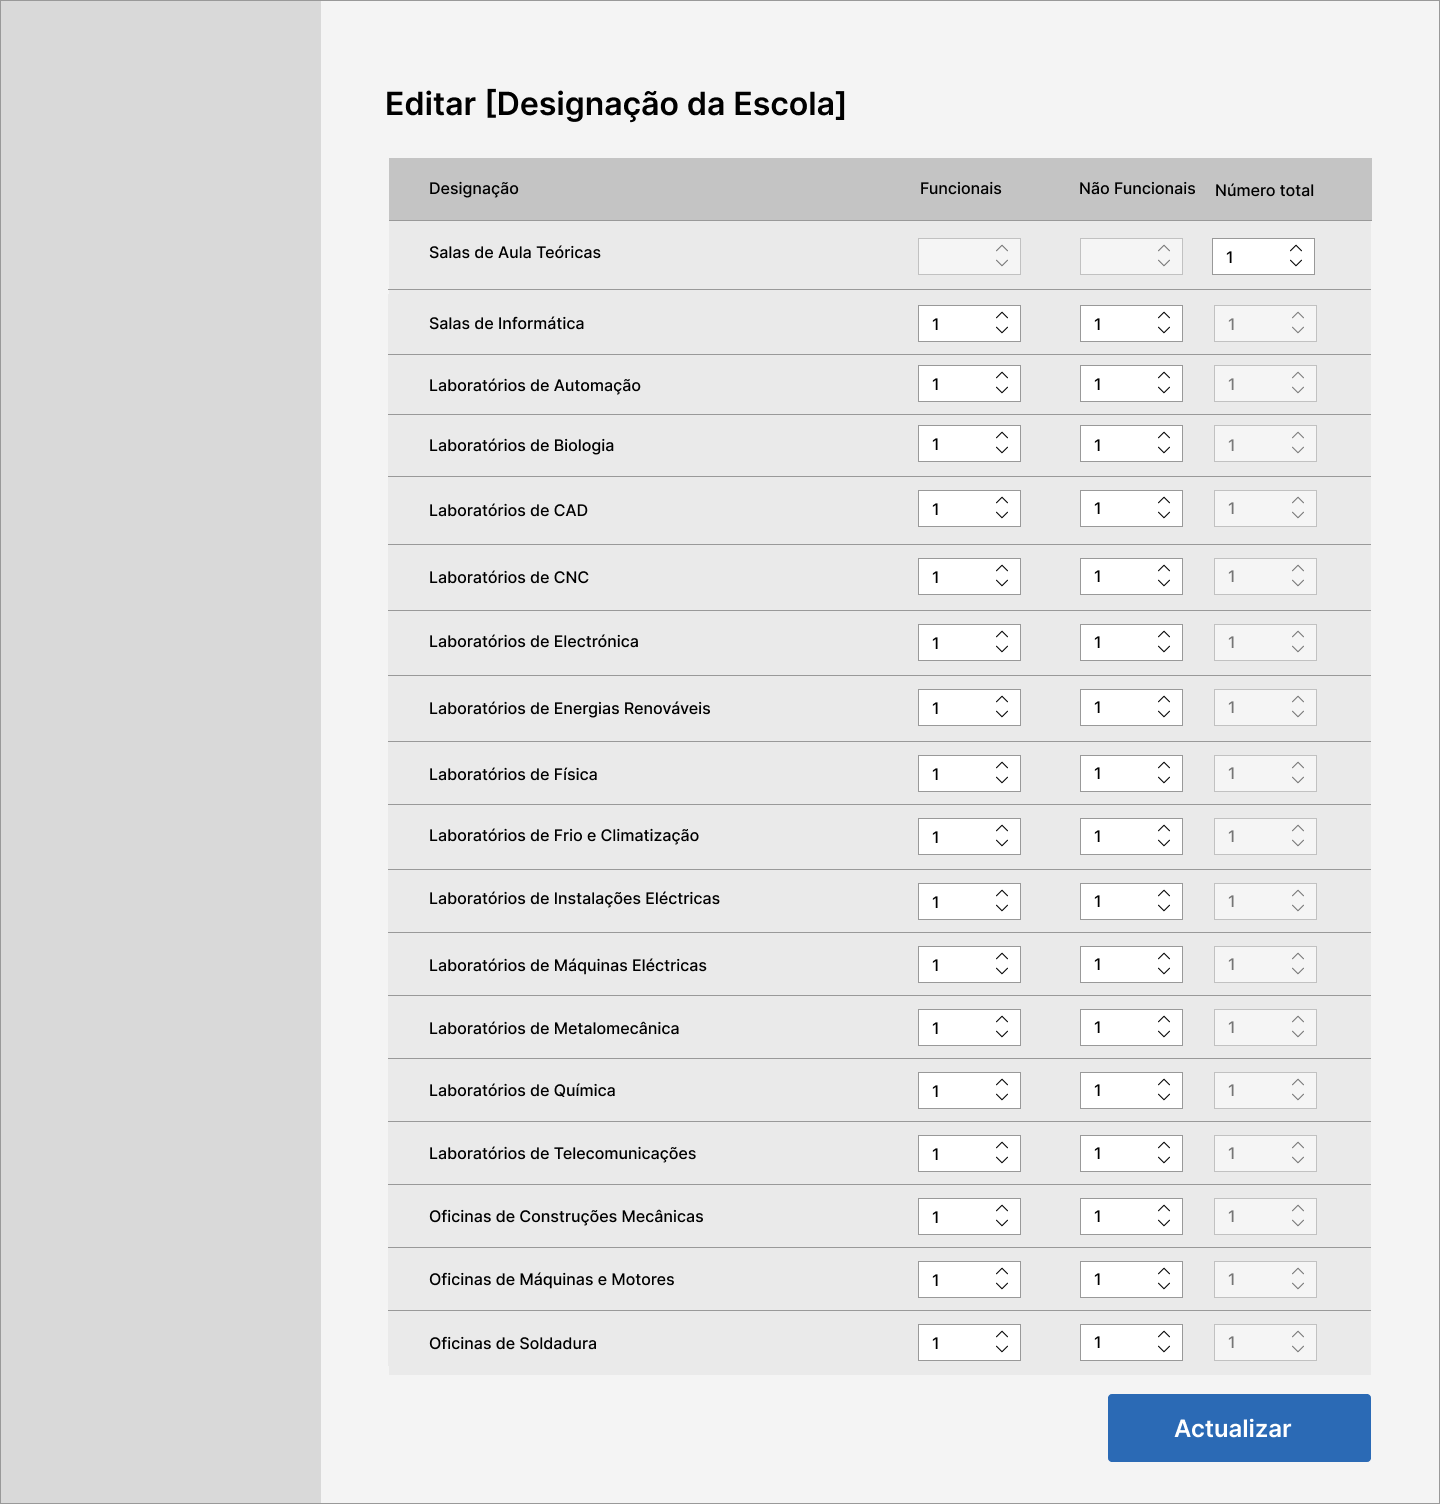 Editar [Designação da Escola]
Designação Funcionais Não Funcionais Número total
Salas de Aula Teóricas 1
Salas de Informática 1 1 1
Laboratórios de Automação 1 1 1
Laboratórios de Biologia 1 1 1
Laboratórios de CAD 1 1 1
Laboratórios de CNC 1 1 1
Laboratórios de Electrónica 1 1 1
Laboratórios de Energias Renováveis 1 1 1
Laboratórios de Física 1 1 1
Laboratórios de Frio e Climatização 1 1 1
Laboratórios de Instalações Eléctricas 1 1 1
Laboratórios de Máquinas Eléctricas 1 1 1
Laboratórios de Metalomecânica 1 1 1
Laboratórios de Química 1 1 1
Laboratórios de Telecomunicações 1 1 1
Oficinas de Construções Mecânicas 1 1 1
Oficinas de Máquinas e Motores 1 1 1
Oficinas de Soldadura 1 1 1
Actualizar